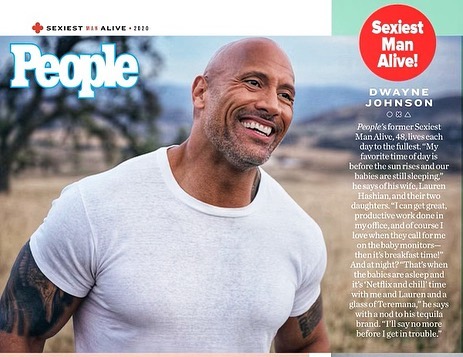 SEXIEST MAN ALIVE • 2020
People
Sexiest
Man
Alive!
DWAYNE
JOHNSON
People's former Sexiest
Man Alive, 48, lives each
day to the fullest. “My
favorite time of day is
before the sun rises and our
babies are still sleeping,”
he says of his wife, Lauren
Hashian, and their two
daughters. “I can get great,
productive work done in
my office, and of course I
love when they call for me
on the baby monitors—
then it's breakfast time!”
And at night? “That's when
the babies are asleep and
it's ‘Netflix and chill’ time
with me and Lauren and a
glass of Teremana,” he says
with a nod to his tequila
brand. “I'll say no more
before I get in trouble.”